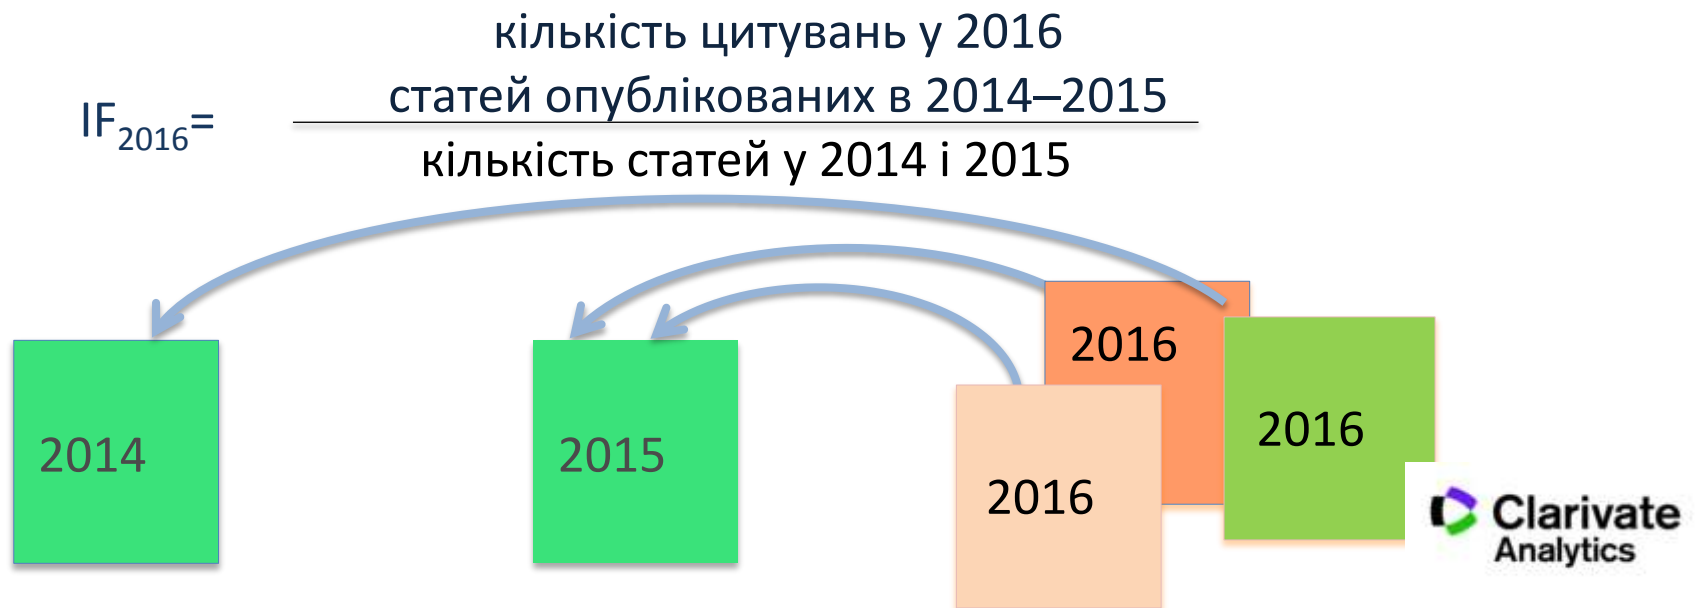 кількість цитувань у 2016
статей опублікованих в 2014–2015
IF2016=
кількість статей у 2014 і 2015
2014
2015
2016
2016
2016
Clarivate
Analytics